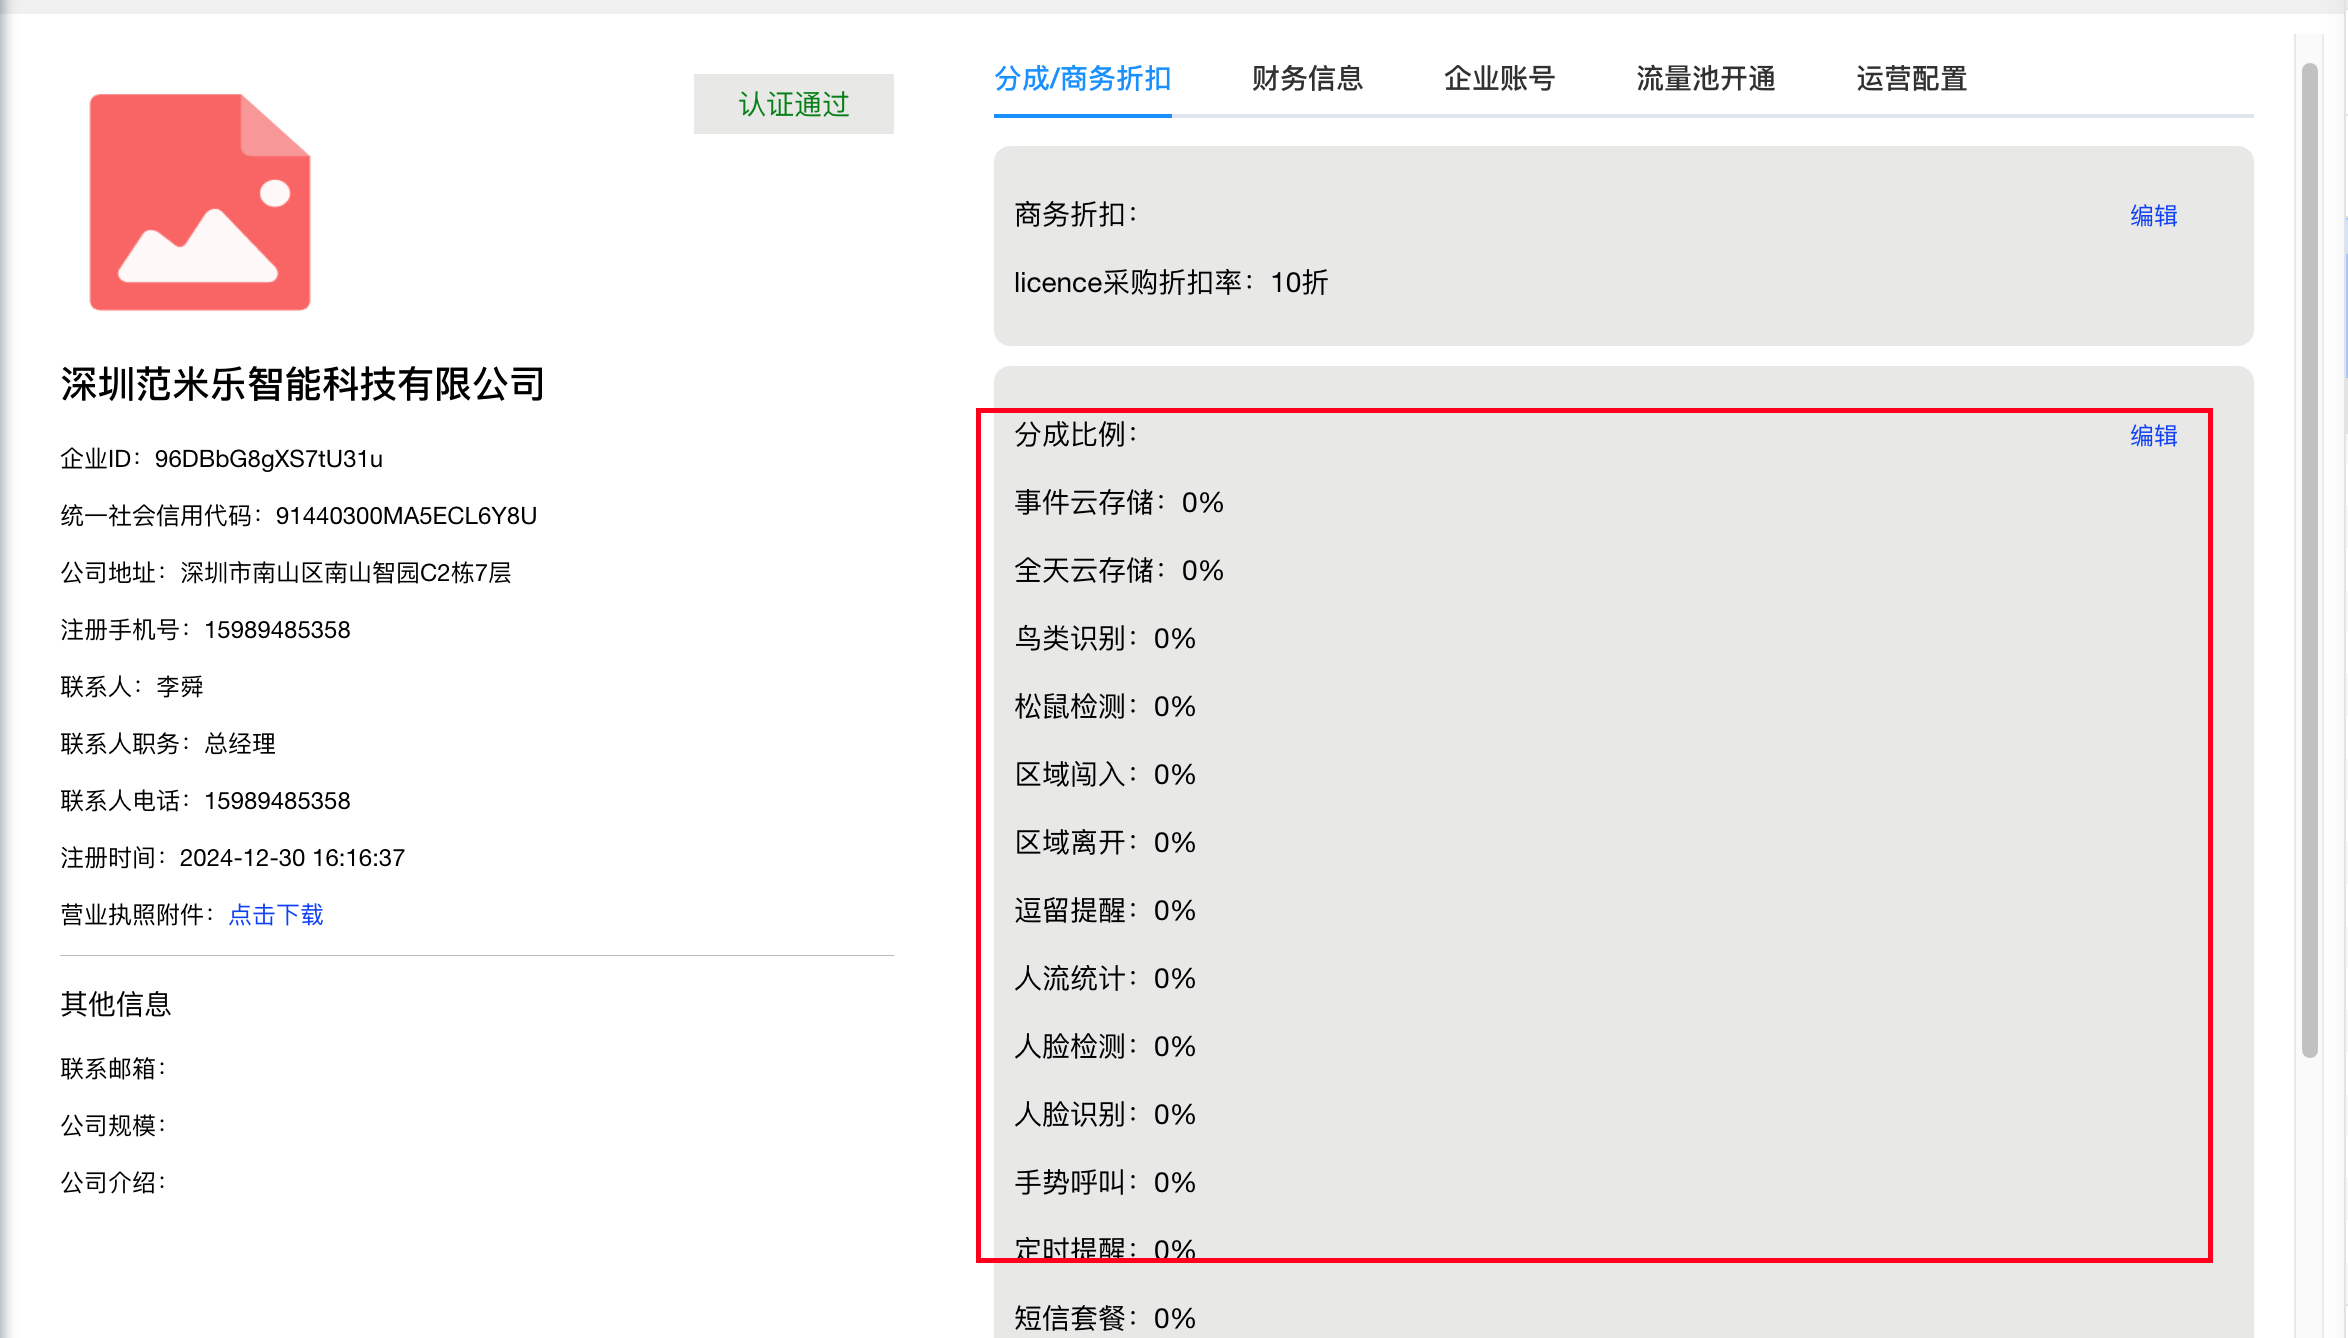 认证通过
深圳范米乐智能科技有限公司
企业ID：96DBbG8gXS7tU31u
统一社会信用代码：91440300MA5ECL6Y8U
公司地址：深圳市南山区南山智园C2栋7层
注册手机号：15989485358
联系人：李舜
联系人职务：总经理
联系人电话：15989485358
注册时间：2024-12-30 16:16:37
营业执照附件：点击下载
其他信息
联系邮箱：
公司规模：
公司介绍：
分成/商务折扣 财务信息 企业账号 流量池开通 运营配置
商务折扣： 编辑
licence采购折扣率：10折
分成比例： 编辑
事件云存储：0%
全天云存储：0%
鸟类识别：0%
松鼠检测：0%
区域闯入：0%
区域离开：0%
逗留提醒：0%
人流统计：0%
人脸检测：0%
人脸识别：0%
手势呼叫：0%
定时提醒：0%
短信套餐：0%